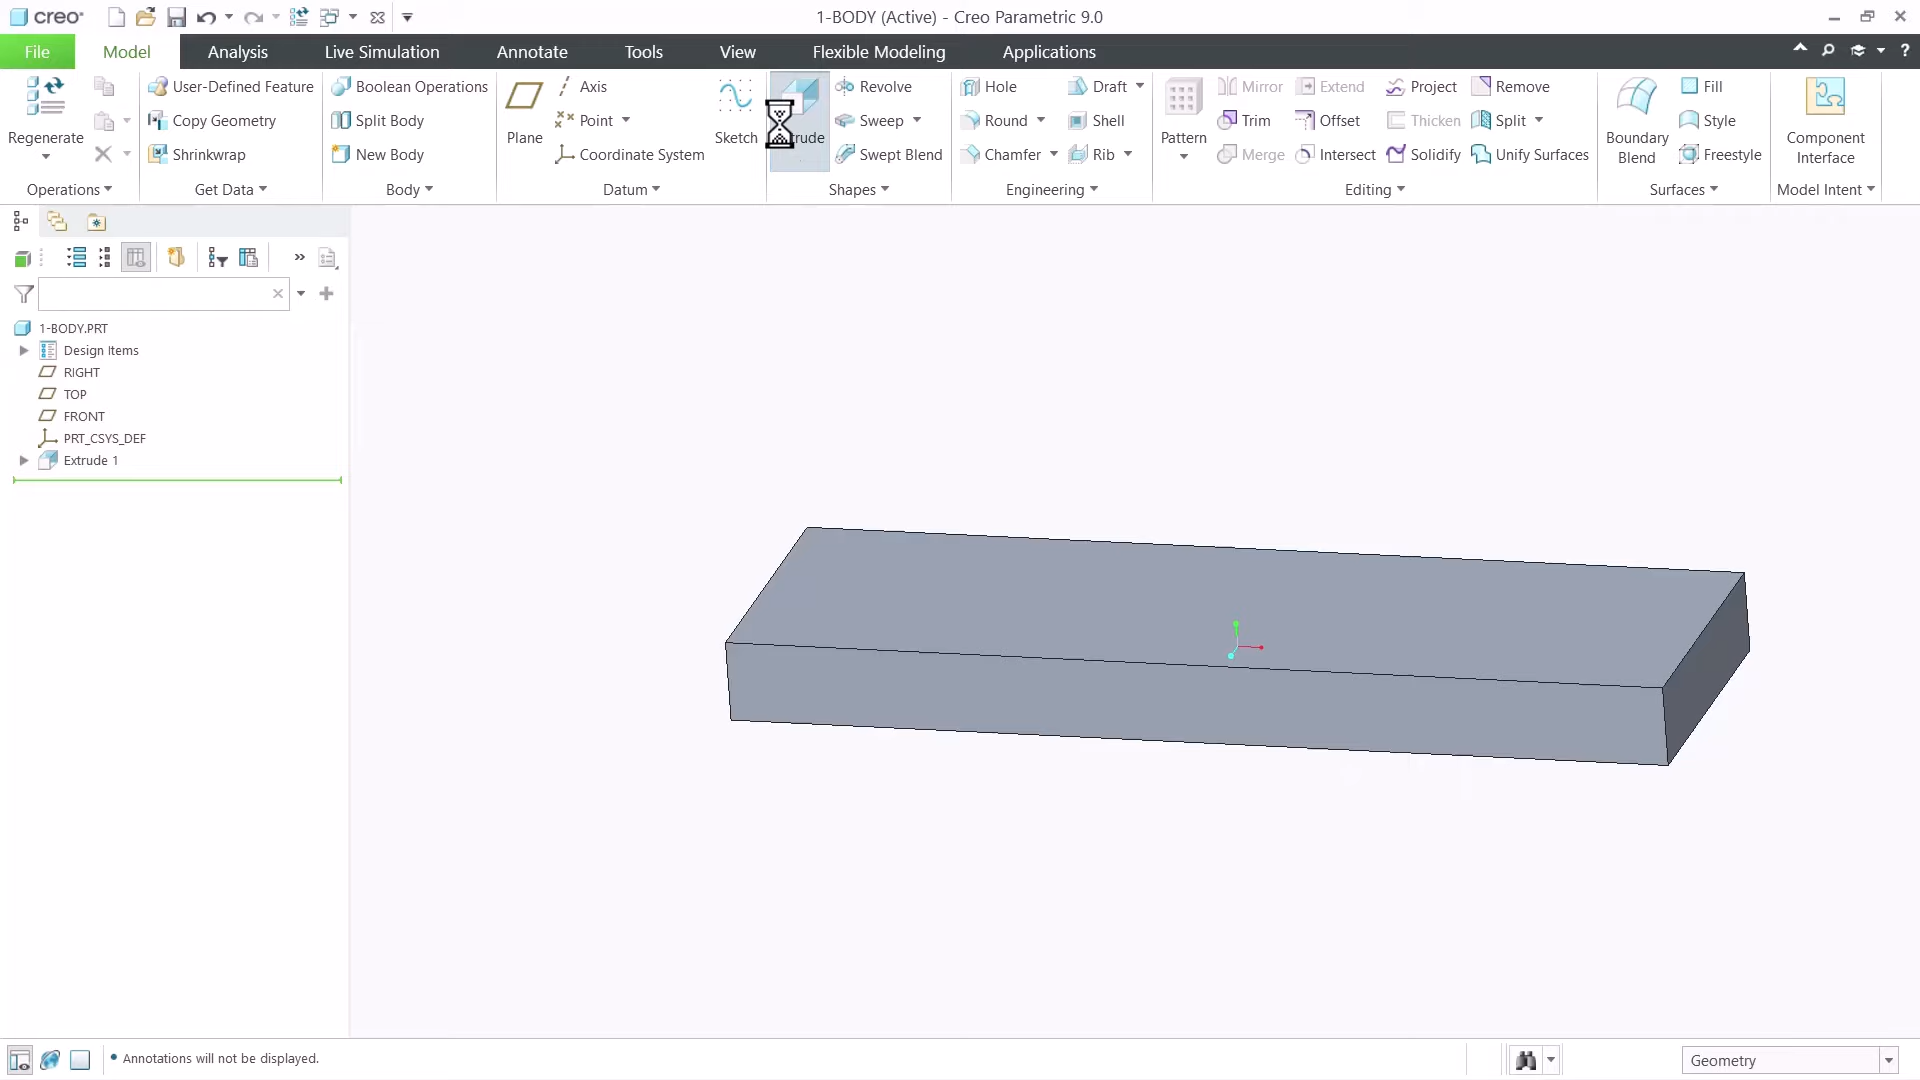 creo
1-BODY (Active) - Creo Parametric 9.0
File Model Analysis Live Simulation Annotate Tools View Flexible Modeling Applications
Regenerate
Operations
User-Defined Feature
Copy Geometry
Shrinkwrap
Get Data
Boolean Operations
Split Body
New Body
Body
Plane
Axis
Point
Coordinate System
Sketch
Datum
Revolve
Sweep
Swept Blend
Shapes
Hole
Round
Chamfer
Draft
Shell
Rib
Engineering
Pattern
Mirror
Trim
Merge
Extend
Offset
Intersect
Project
Thicken
Solidify
Remove
Split
Unify Surfaces
Editing
Boundary
Blend
Fill
Style
Freestyle
Surfaces
Component
Interface
Model Intent
1-BODY.PRT
Design Items
RIGHT
TOP
FRONT
PRT_CSYS_DEF
Extrude 1
• Annotations will not be displayed.
Geometry